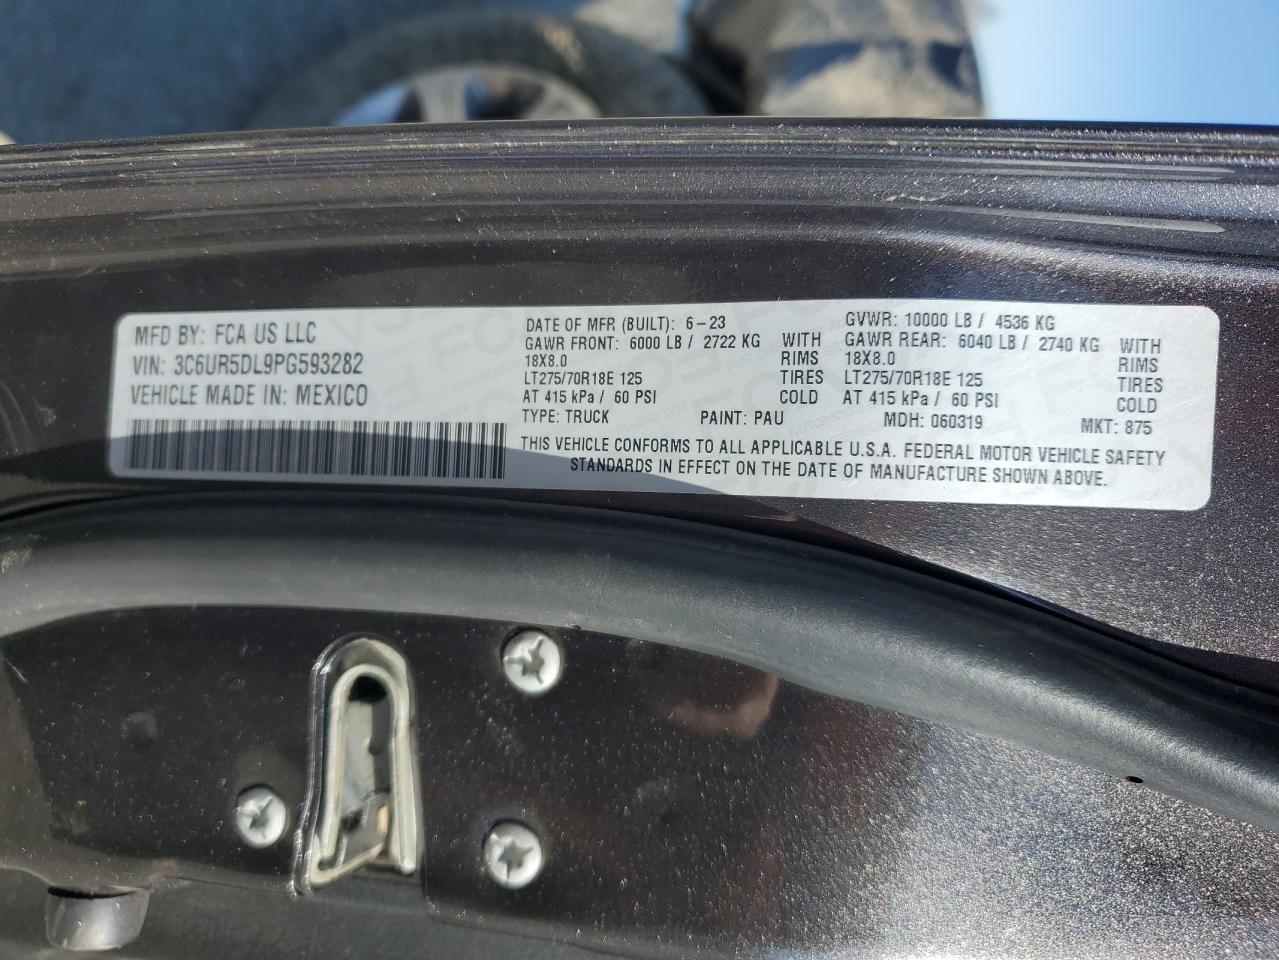 MFD BY: FCA US LLC
VIN: 3C6UR5DL9PG593282
VEHICLE MADE IN: MEXICO
DATE OF MFR (BUILT): 6-23
GAWR FRONT: 6000 LB / 2722 KG WITH
18X8.0 RIMS
LT275/70R18E 125 TIRES
AT 415 kPa / 60 PSI COLD
GVWR: 10000 LB / 4536 KG
GAWR REAR: 6040 LB / 2740 KG WITH
18X8.0 RIMS
LT275/70R18E 125 TIRES
AT 415 kPa / 60 PSI COLD
TYPE: TRUCK PAINT: PAU MDH: 060319 MKT: 875
THIS VEHICLE CONFORMS TO ALL APPLICABLE U.S.A. FEDERAL MOTOR VEHICLE SAFETY
STANDARDS IN EFFECT ON THE DATE OF MANUFACTURE SHOWN ABOVE.